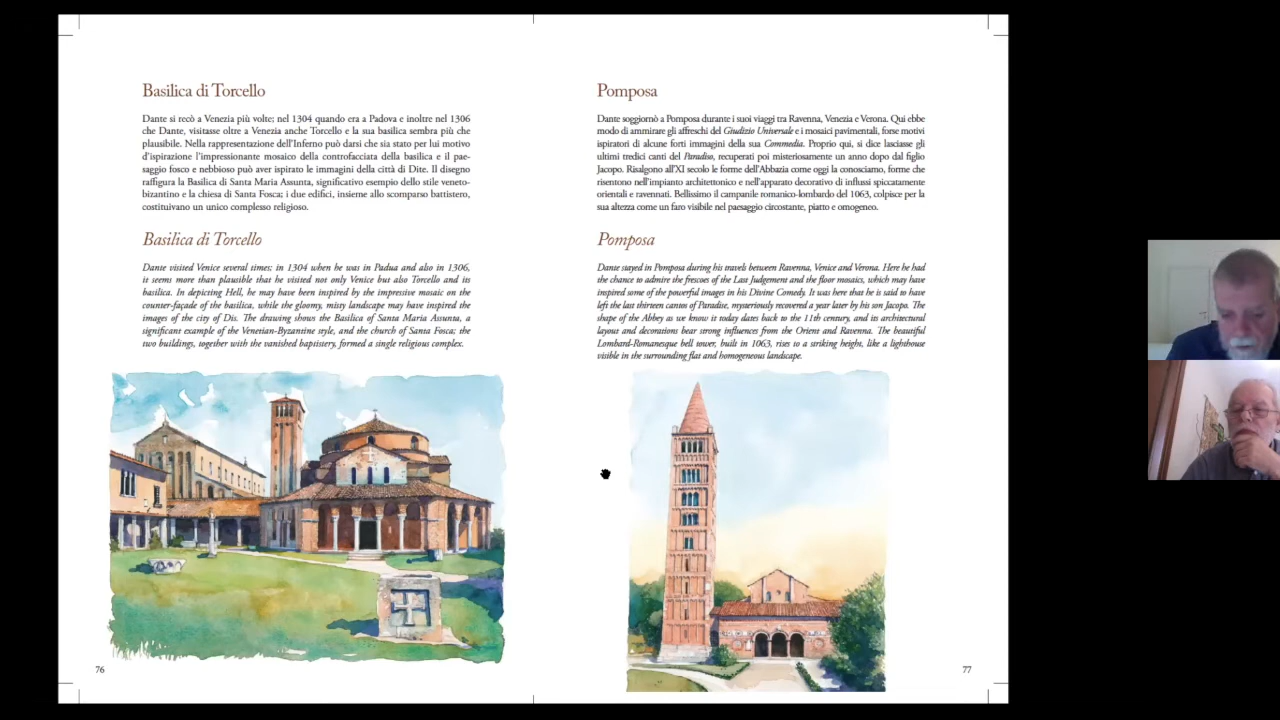 Basilica di Torcello
Dante si recò a Venezia più volte; nel 1304 quando era a Padova e inoltre nel 1306
che Dante, visitasse oltre a Venezia anche Torcello e la sua basilica sembra più che
plausibile. Nella rappresentazione dell'Inferno può darsi che sia stato per lui motivo
d'ispirazione l'impressionante mosaico della controfacciata della basilica e il pae-
saggio fosco e nebbioso può aver ispirato le immagini della città di Dite. Il disegno
raffigura la Basilica di Santa Maria Assunta, significativo esempio dello stile veneto-
bizantino e la chiesa di Santa Fosca; i due edifici, insieme allo scomparso battistero,
costituivano un unico complesso religioso.
Basilica di Torcello
Dante visited Venice several times: in 1304 when he was in Padua and also in 1306,
it seems more than plausible that he visited not only Venice but also Torcello and its
basilica. In depicting Hell, he may have been inspired by the impressive mosaic on the
counter-façade of the basilica, while the gloomy, misty landscape may have inspired the
images of the city of Dis. The drawing shows the Basilica of Santa Maria Assunta, a
significant example of the Venetian-Byzantine style, and the church of Santa Fosca; the
two buildings, together with the vanished baptistery, formed a single religious complex.
76
Pomposa
Dante soggiornò a Pomposa durante i suoi viaggi tra Ravenna, Venezia e Verona. Qui ebbe
modo di ammirare gli affreschi del Giudizio Universale e i mosaici pavimentali, forse motivi
ispiratori di alcune forti immagini della sua Commedia. Proprio qui, si dice lasciasse gli
ultimi tredici canti del Paradiso, recuperati poi misteriosamente un anno dopo dal figlio
Jacopo. Risalgono all'XI secolo le forme dell'Abbazia come oggi la conosciamo, forme che
risentono nell'impianto architettonico e nell'apparato decorativo di influssi spiccatamente
orientali e ravennati. Bellissimo il campanile romanico-lombardo del 1063, colpisce per la
sua altezza come un faro visibile nel paesaggio circostante, piatto e omogeneo.
Pomposa
Dante stayed in Pomposa during his travels between Ravenna, Venice and Verona. Here he had
the chance to admire the frescoes of the Last Judgement and the floor mosaics, which may have
inspired some of the powerful images in his Divine Comedy. It was here that he is said to have
left the last thirteen cantos of Paradise, mysteriously recovered a year later by his son Jacopo. The
shape of the Abbey as we know it today dates back to the 11th century, and its architectural
layout and decorations bear strong influences from the Orient and Ravenna. The beautiful
Lombard-Romanesque bell tower, built in 1063, rises to a striking height, like a lighthouse
visible in the surrounding flat and homogeneous landscape.
77